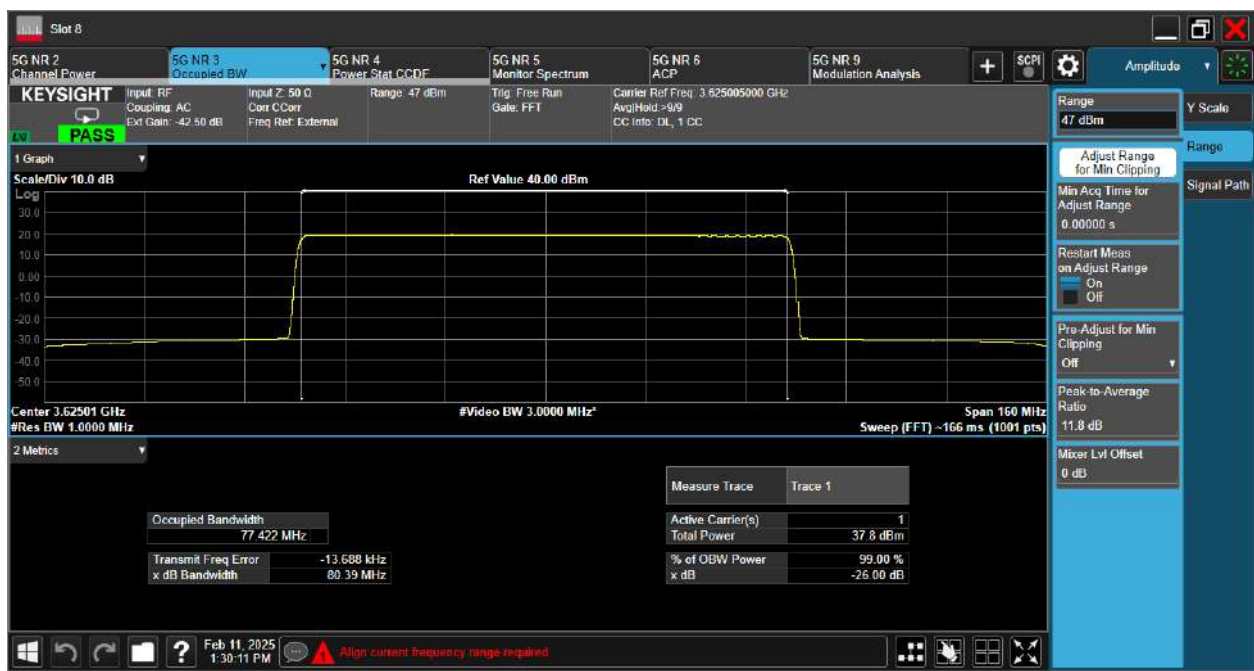 Slot 8
5G NR 2
Channel Power
5G NR 3
Occupied BW
5G NR 4
Power Stat CCDF
5G NR 5
Monitor Spectrum
5G NR 6
ACP
5G NR 9
Modulation Analysis
+
SCPI
Amplitude
KEYSIGHT
LXI
PASS
Input: RF
Coupling: AC
Ext Gain: -42.50 dB
Input Z: 50 Ω
Corr CCorr
Freq Ref: External
Range: 47 dBm
Trig: Free Run
Gate: FFT
Carrier Ref Freq: 3.625005000 GHz
Avg|Hold:>9/9
CC Info: DL, 1 CC
1 Graph
Scale/Div 10.0 dB
Ref Value 40.00 dBm
Log
30.0
20.0
10.0
0.00
-10.0
-20.0
-30.0
-40.0
-50.0
Center 3.62501 GHz
#Video BW 3.0000 MHz*
Span 160 MHz
#Res BW 1.0000 MHz
Sweep (FFT) ~166 ms (1001 pts)
2 Metrics
Measure Trace
Trace 1
Occupied Bandwidth
77.422 MHz
Transmit Freq Error -13.688 kHz
x dB Bandwidth 80.39 MHz
Active Carrier(s) 1
Total Power 37.8 dBm
% of OBW Power 99.00 %
x dB -26.00 dB
Range
47 dBm
Adjust Range
for Min Clipping
Min Acq Time for
Adjust Range
0.00000 s
Restart Meas
on Adjust Range
On
Off
Pre-Adjust for Min
Clipping
Off
Peak-to-Average
Ratio
11.8 dB
Mixer Lvl Offset
0 dB
Y Scale
Range
Signal Path
?
Feb 11, 2025
1:30:11 PM
Align current frequency range required